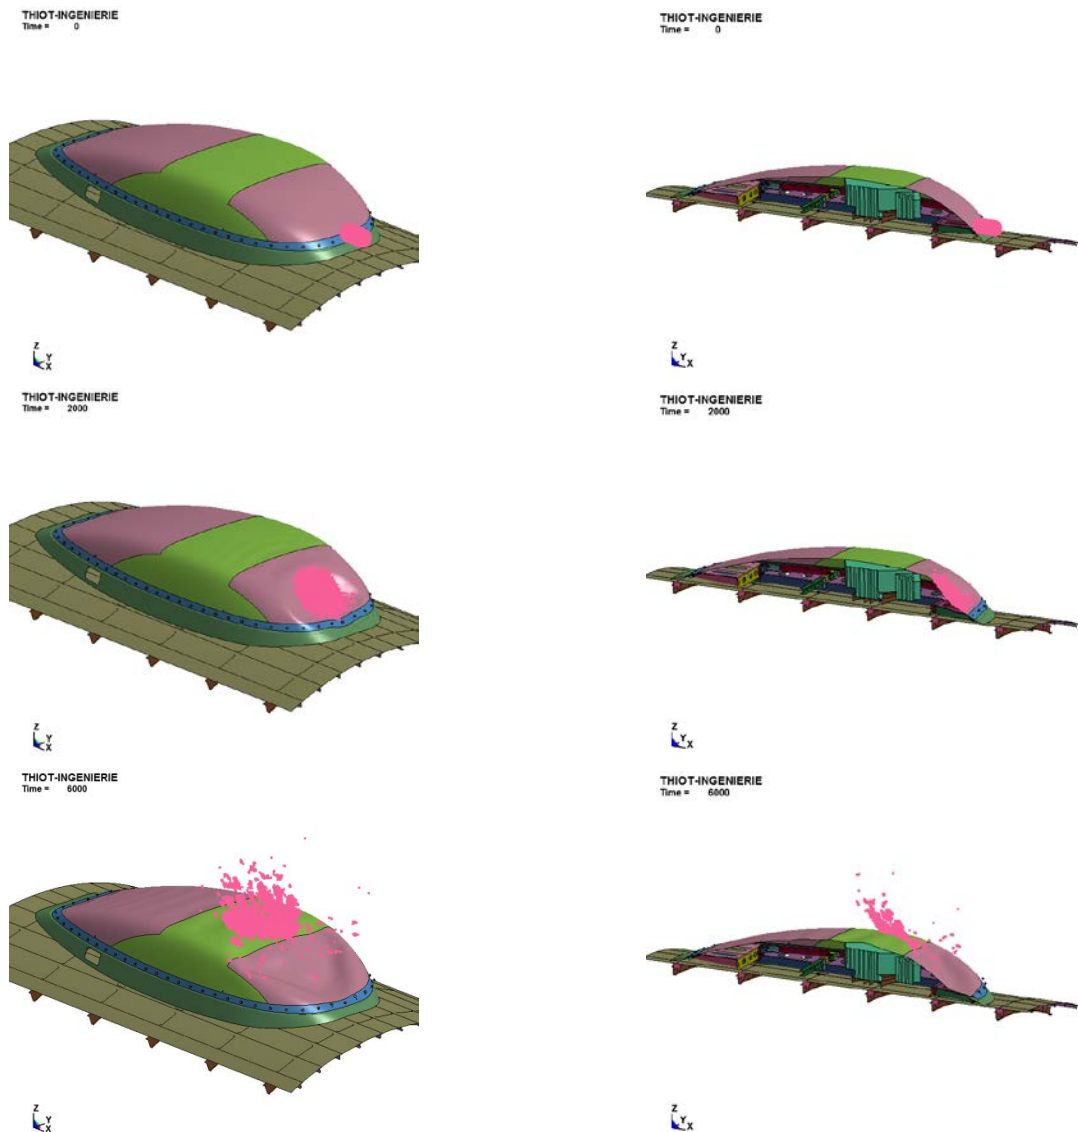 THIOT-INGENIERIE
Time = 0
THIOT-INGENIERIE
Time = 0
Z
Y
X
Z
Y
X
THIOT-INGENIERIE
Time = 2000
THIOT-INGENIERIE
Time = 2000
Z
Y
X
Z
Y
X
THIOT-INGENIERIE
Time = 6000
THIOT-INGENIERIE
Time = 6000
Z
Y
X
Z
Y
X